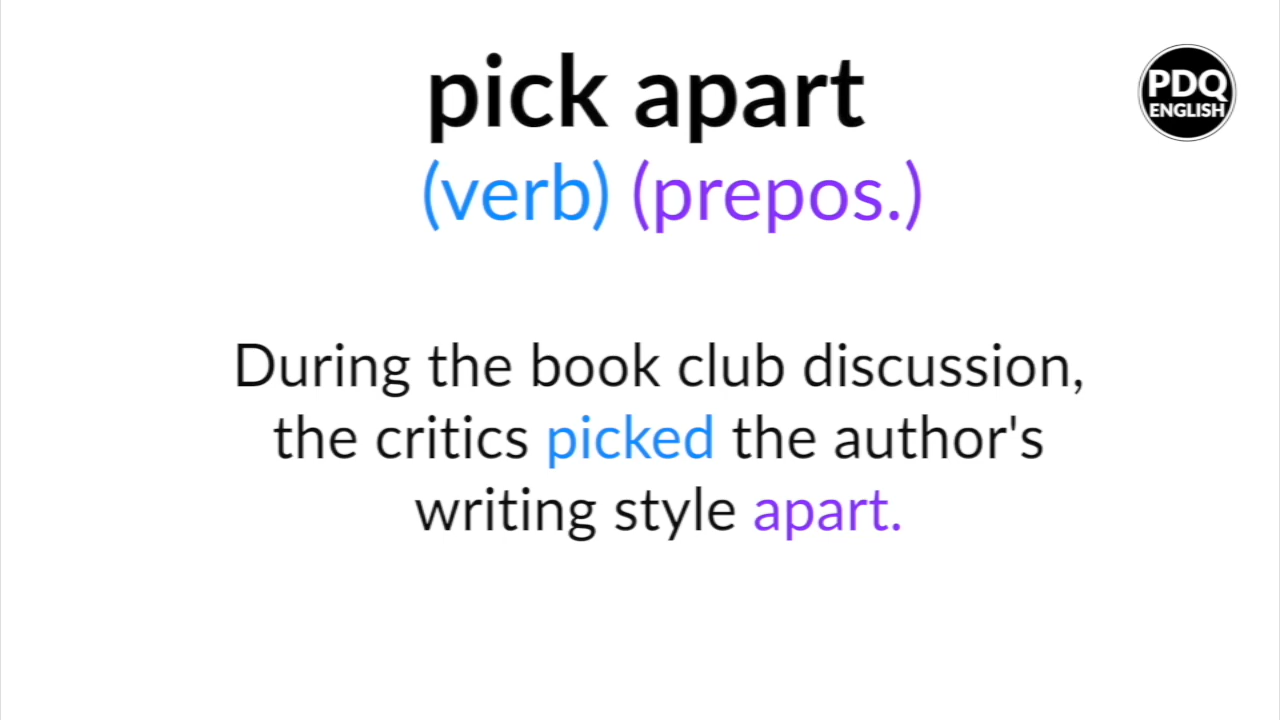 pick apart
PDQ
ENGLISH
(verb) (prepos.)
During the book club discussion,
the critics picked the author's
writing style apart.